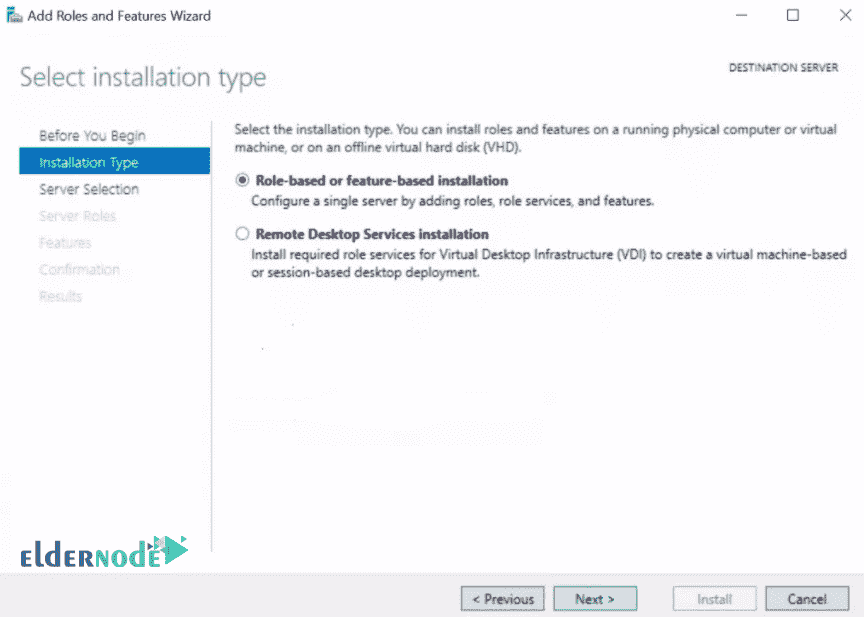 Add Roles and Features Wizard
Select installation type
DESTINATION SERVER
Before You Begin
Installation Type
Server Selection
Server Roles
Features
Confirmation
Results
Select the installation type. You can install roles and features on a running physical computer or virtual
machine, or on an offline virtual hard disk (VHD).
Role-based or feature-based installation
Configure a single server by adding roles, role services, and features.
Remote Desktop Services installation
Install required role services for Virtual Desktop Infrastructure (VDI) to create a virtual machine-based
or session-based desktop deployment.
eldernode
< Previous
Next >
Install
Cancel